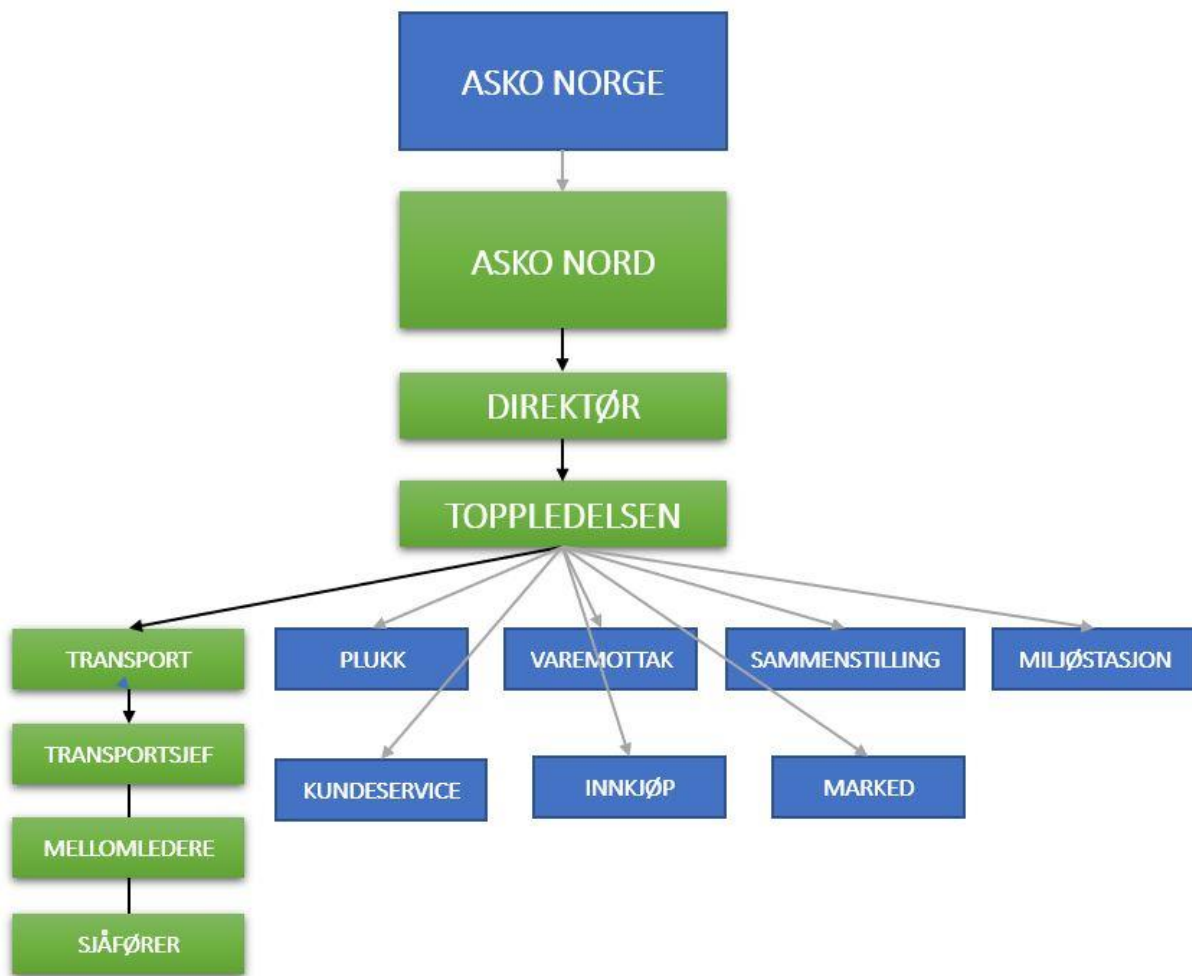 ASKO NORGE
ASKO NORD
DIREKTØR
TOPPLEDELSEN
TRANSPORT
PLUKK
VAREMOTTAK
SAMMENSTILLING
MILJØSTASJON
TRANSPORTSJEF
KUNDESERVICE
INNKJØP
MARKED
MELLOMLEDERE
SJÅFØRER